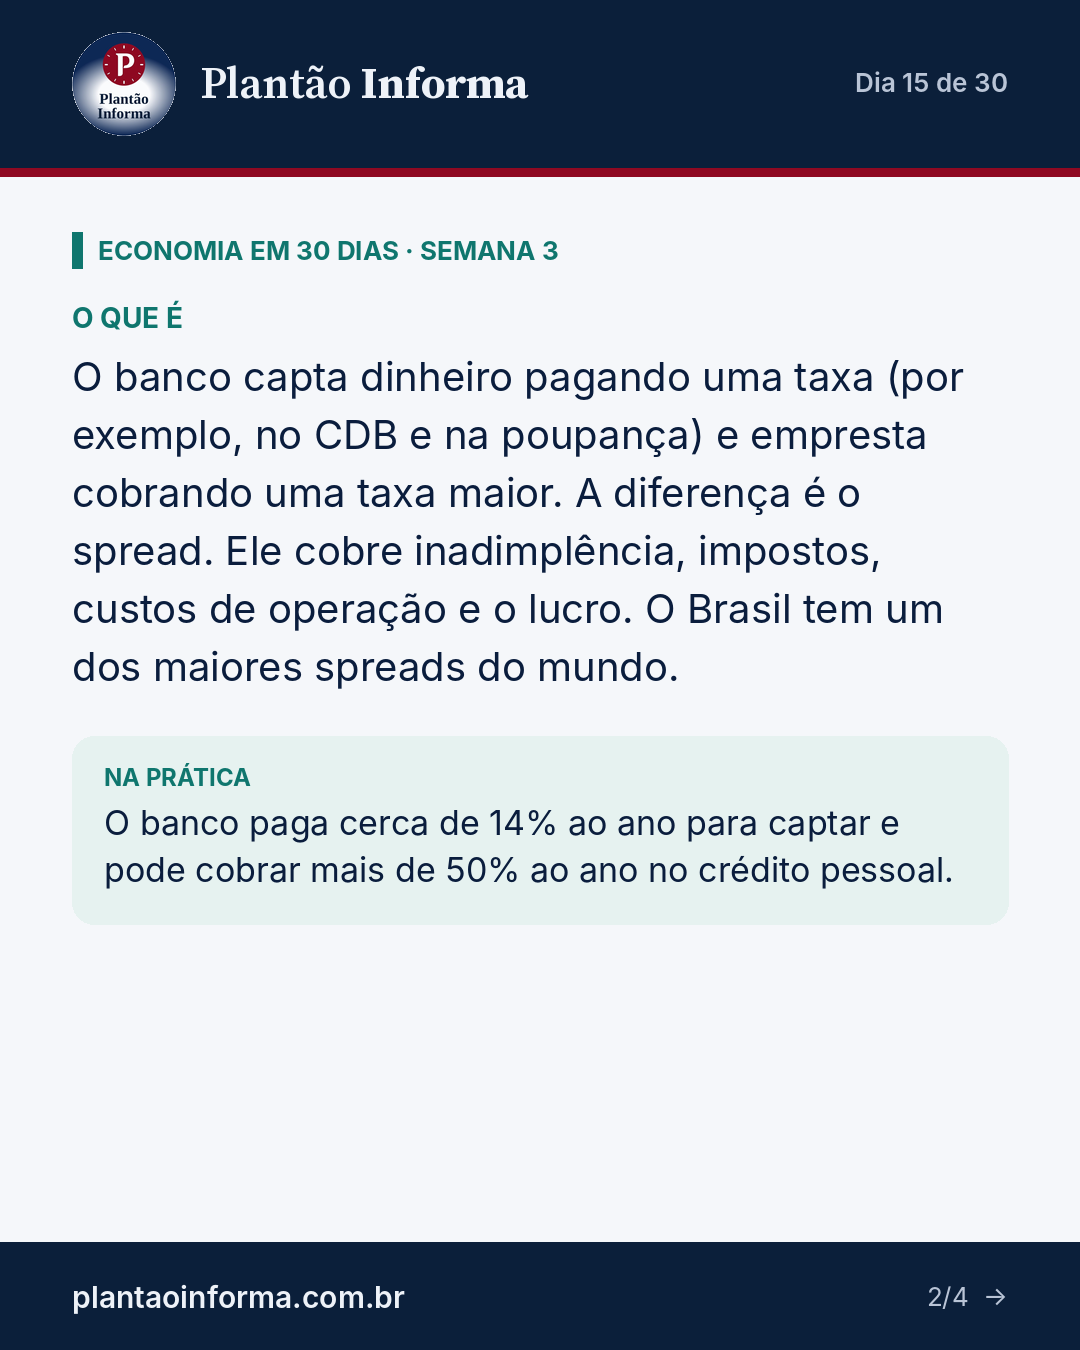 P
Plantão
Informa
Plantão Informa
Dia 15 de 30
ECONOMIA EM 30 DIAS · SEMANA 3
O QUE É
O banco capta dinheiro pagando uma taxa (por
exemplo, no CDB e na poupança) e empresta
cobrando uma taxa maior. A diferença é o
spread. Ele cobre inadimplência, impostos,
custos de operação e o lucro. O Brasil tem um
dos maiores spreads do mundo.
NA PRÁTICA
O banco paga cerca de 14% ao ano para captar e
pode cobrar mais de 50% ao ano no crédito pessoal.
plantaoinforma.com.br
2/4 →